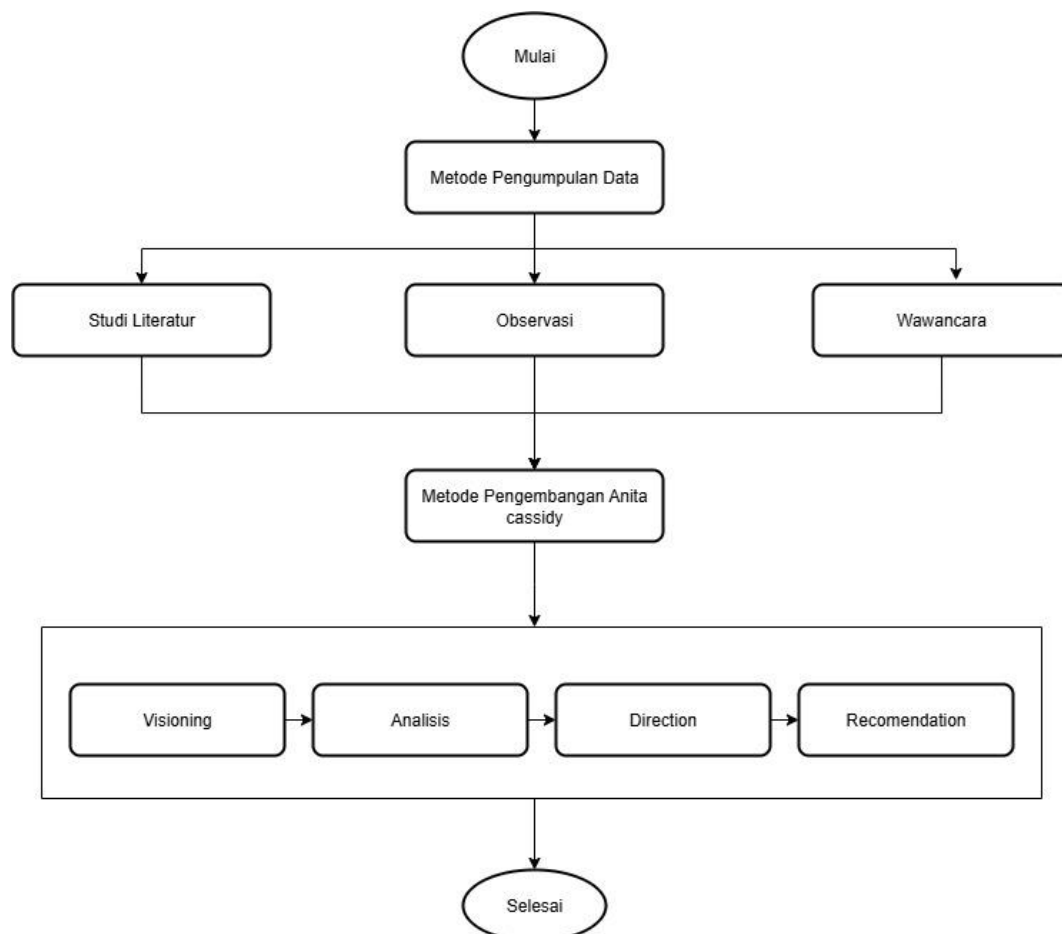 Mulai
Metode Pengumpulan Data
Studi Literatur
Observasi
Wawancara
Metode Pengembangan Anita
cassidy
Visioning
Analisis
Direction
Recomendation
Selesai